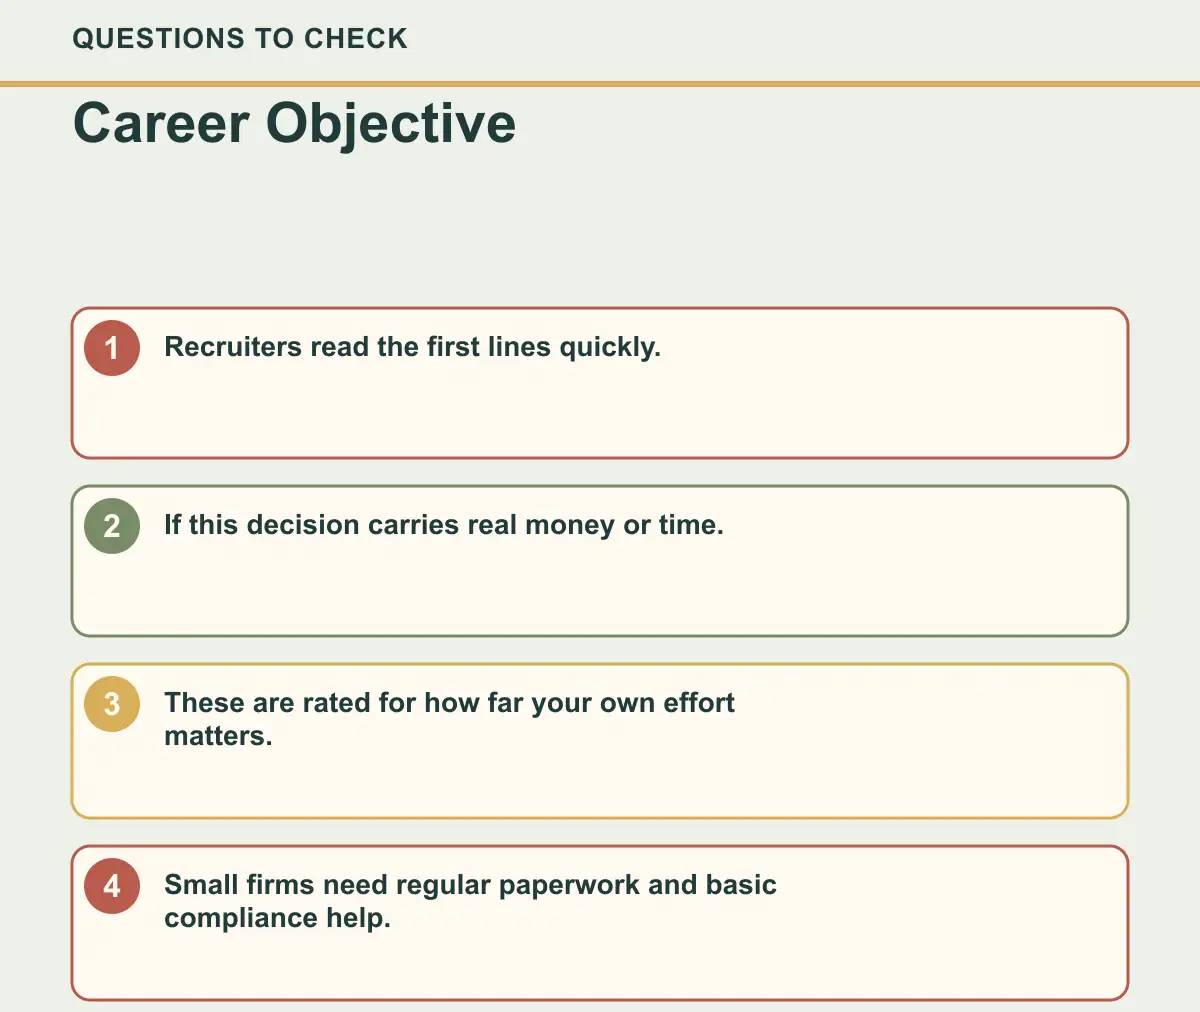 QUESTIONS TO CHECK
Career Objective
1
Recruiters read the first lines quickly.
2
If this decision carries real money or time.
3
These are rated for how far your own effort
matters.
4
Small firms need regular paperwork and basic
compliance help.